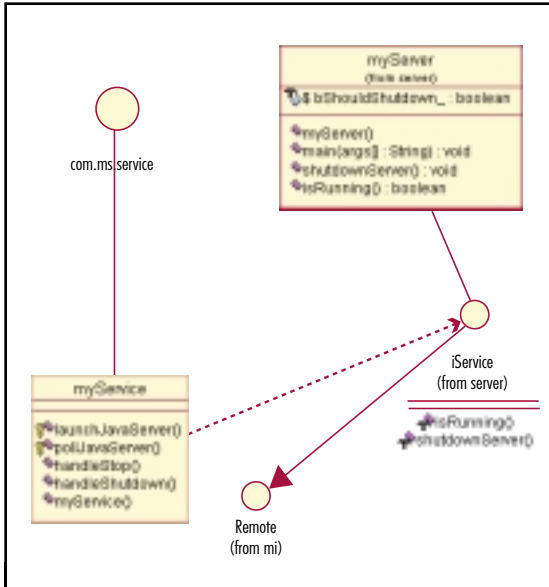 myServer
(from server)
$ bShouldShutdown_ : boolean
myServer()
main(args[] : String) : void
shutdownServer() : void
isRunning() : boolean
com.ms.service
iService
(from server)
isRunning()
shutdownServer()
myService
launchJavaServer()
pollJavaServer()
handleStop()
handleShutdown()
myService()
Remote
(from mi)